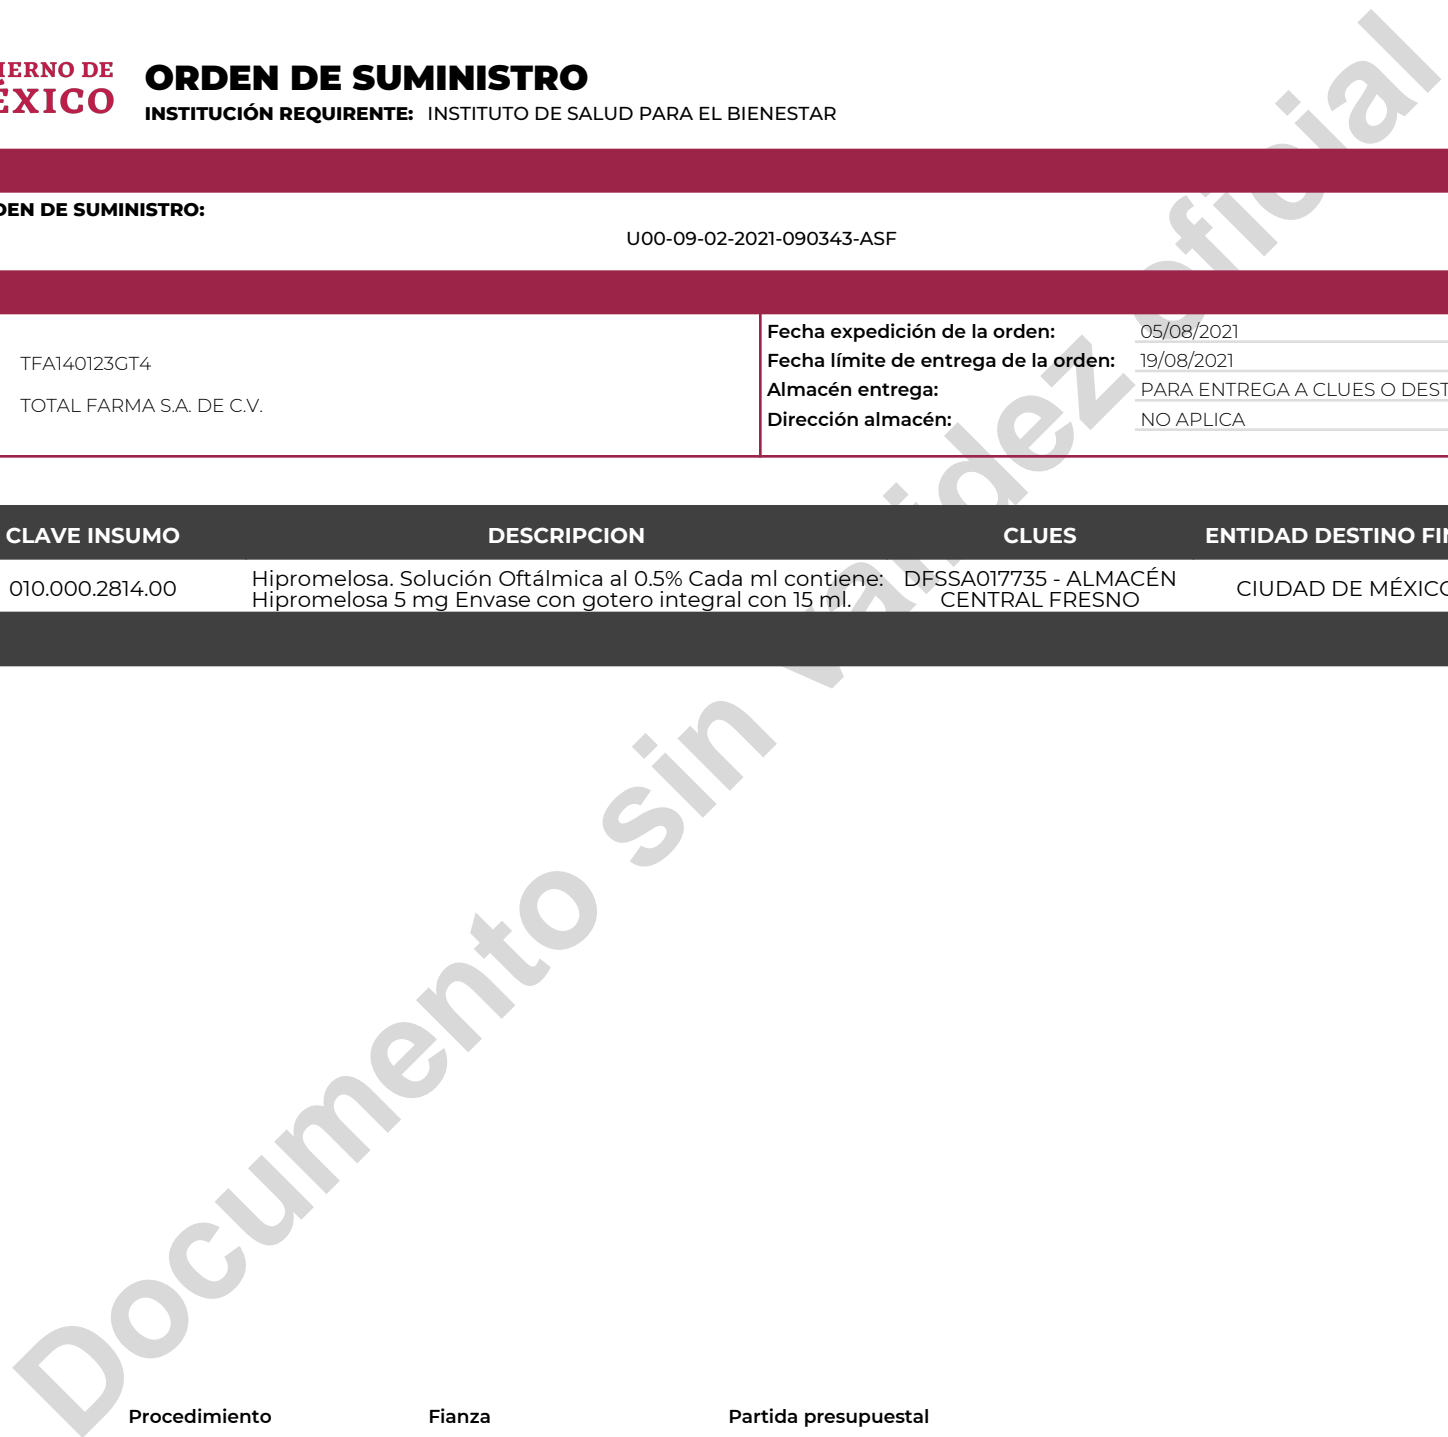 IERNO DE
ÉXICO
ORDEN DE SUMINISTRO
INSTITUCIÓN REQUIRENTE: INSTITUTO DE SALUD PARA EL BIENESTAR
DEN DE SUMINISTRO:
U00-09-02-2021-090343-ASF
TFA140123GT4
TOTAL FARMA S.A. DE C.V.
Fecha expedición de la orden: 05/08/2021
Fecha límite de entrega de la orden: 19/08/2021
Almacén entrega: PARA ENTREGA A CLUES O DEST
Dirección almacén: NO APLICA
CLAVE INSUMO DESCRIPCION CLUES ENTIDAD DESTINO FIN
010.000.2814.00
Hipromelosa. Solución Oftálmica al 0.5% Cada ml contiene:
Hipromelosa 5 mg Envase con gotero integral con 15 ml.
DFSSA017735 - ALMACÉN
CENTRAL FRESNO
CIUDAD DE MÉXICO
Documento sin validez oficial
Procedimiento Fianza Partida presupuestal